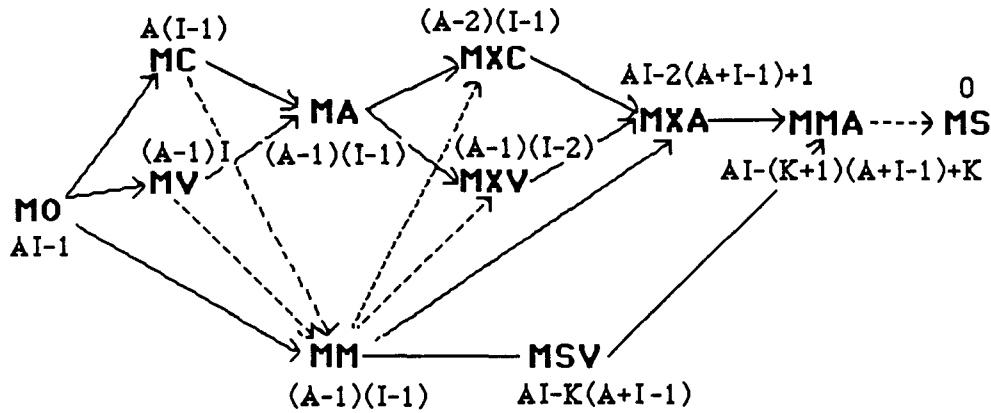 A(I-1)
MC
(A-2)(I-1)
MXC
AI-2(A+I-1)+1
MXA
0
MS
MA
(A-1)(I-1)
MMA
AI-(K+1)(A+I-1)+K
(A-1)I
MV
(A-1)(I-2)
MXV
MO
AI-1
MM
(A-1)(I-1)
MSV
AI-K(A+I-1)